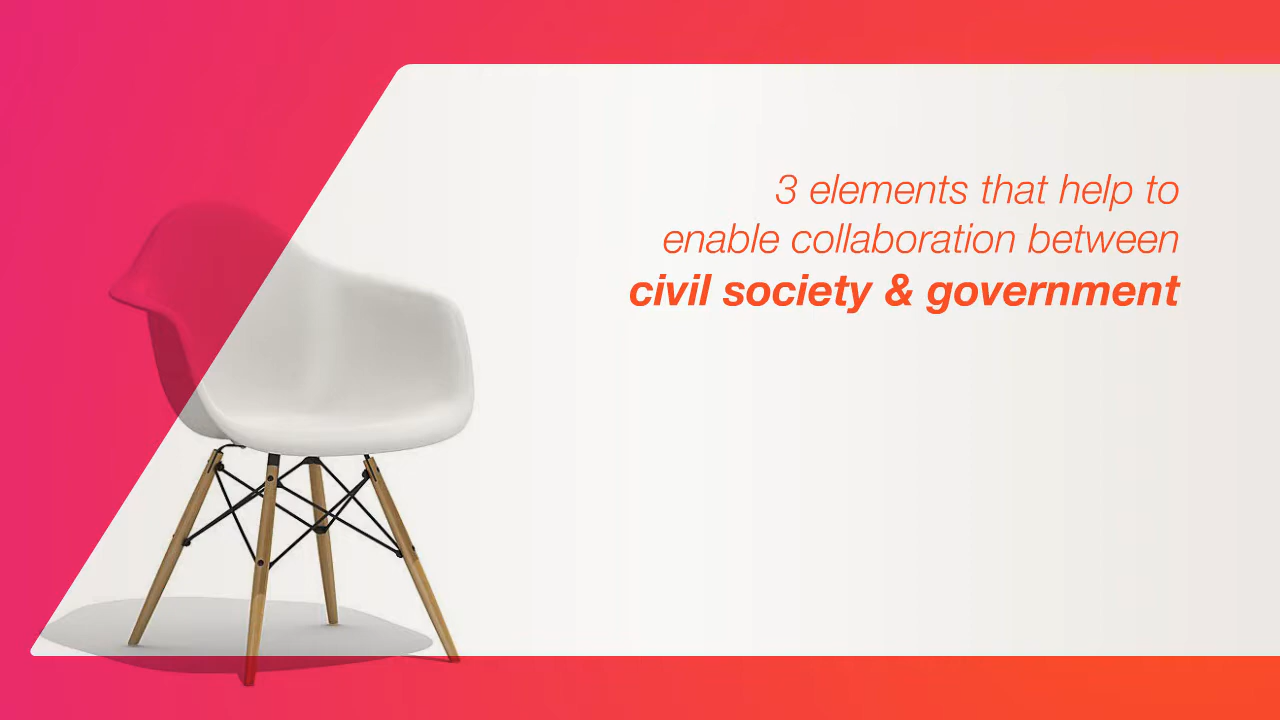 3 elements that help to
enable collaboration between
civil society & government